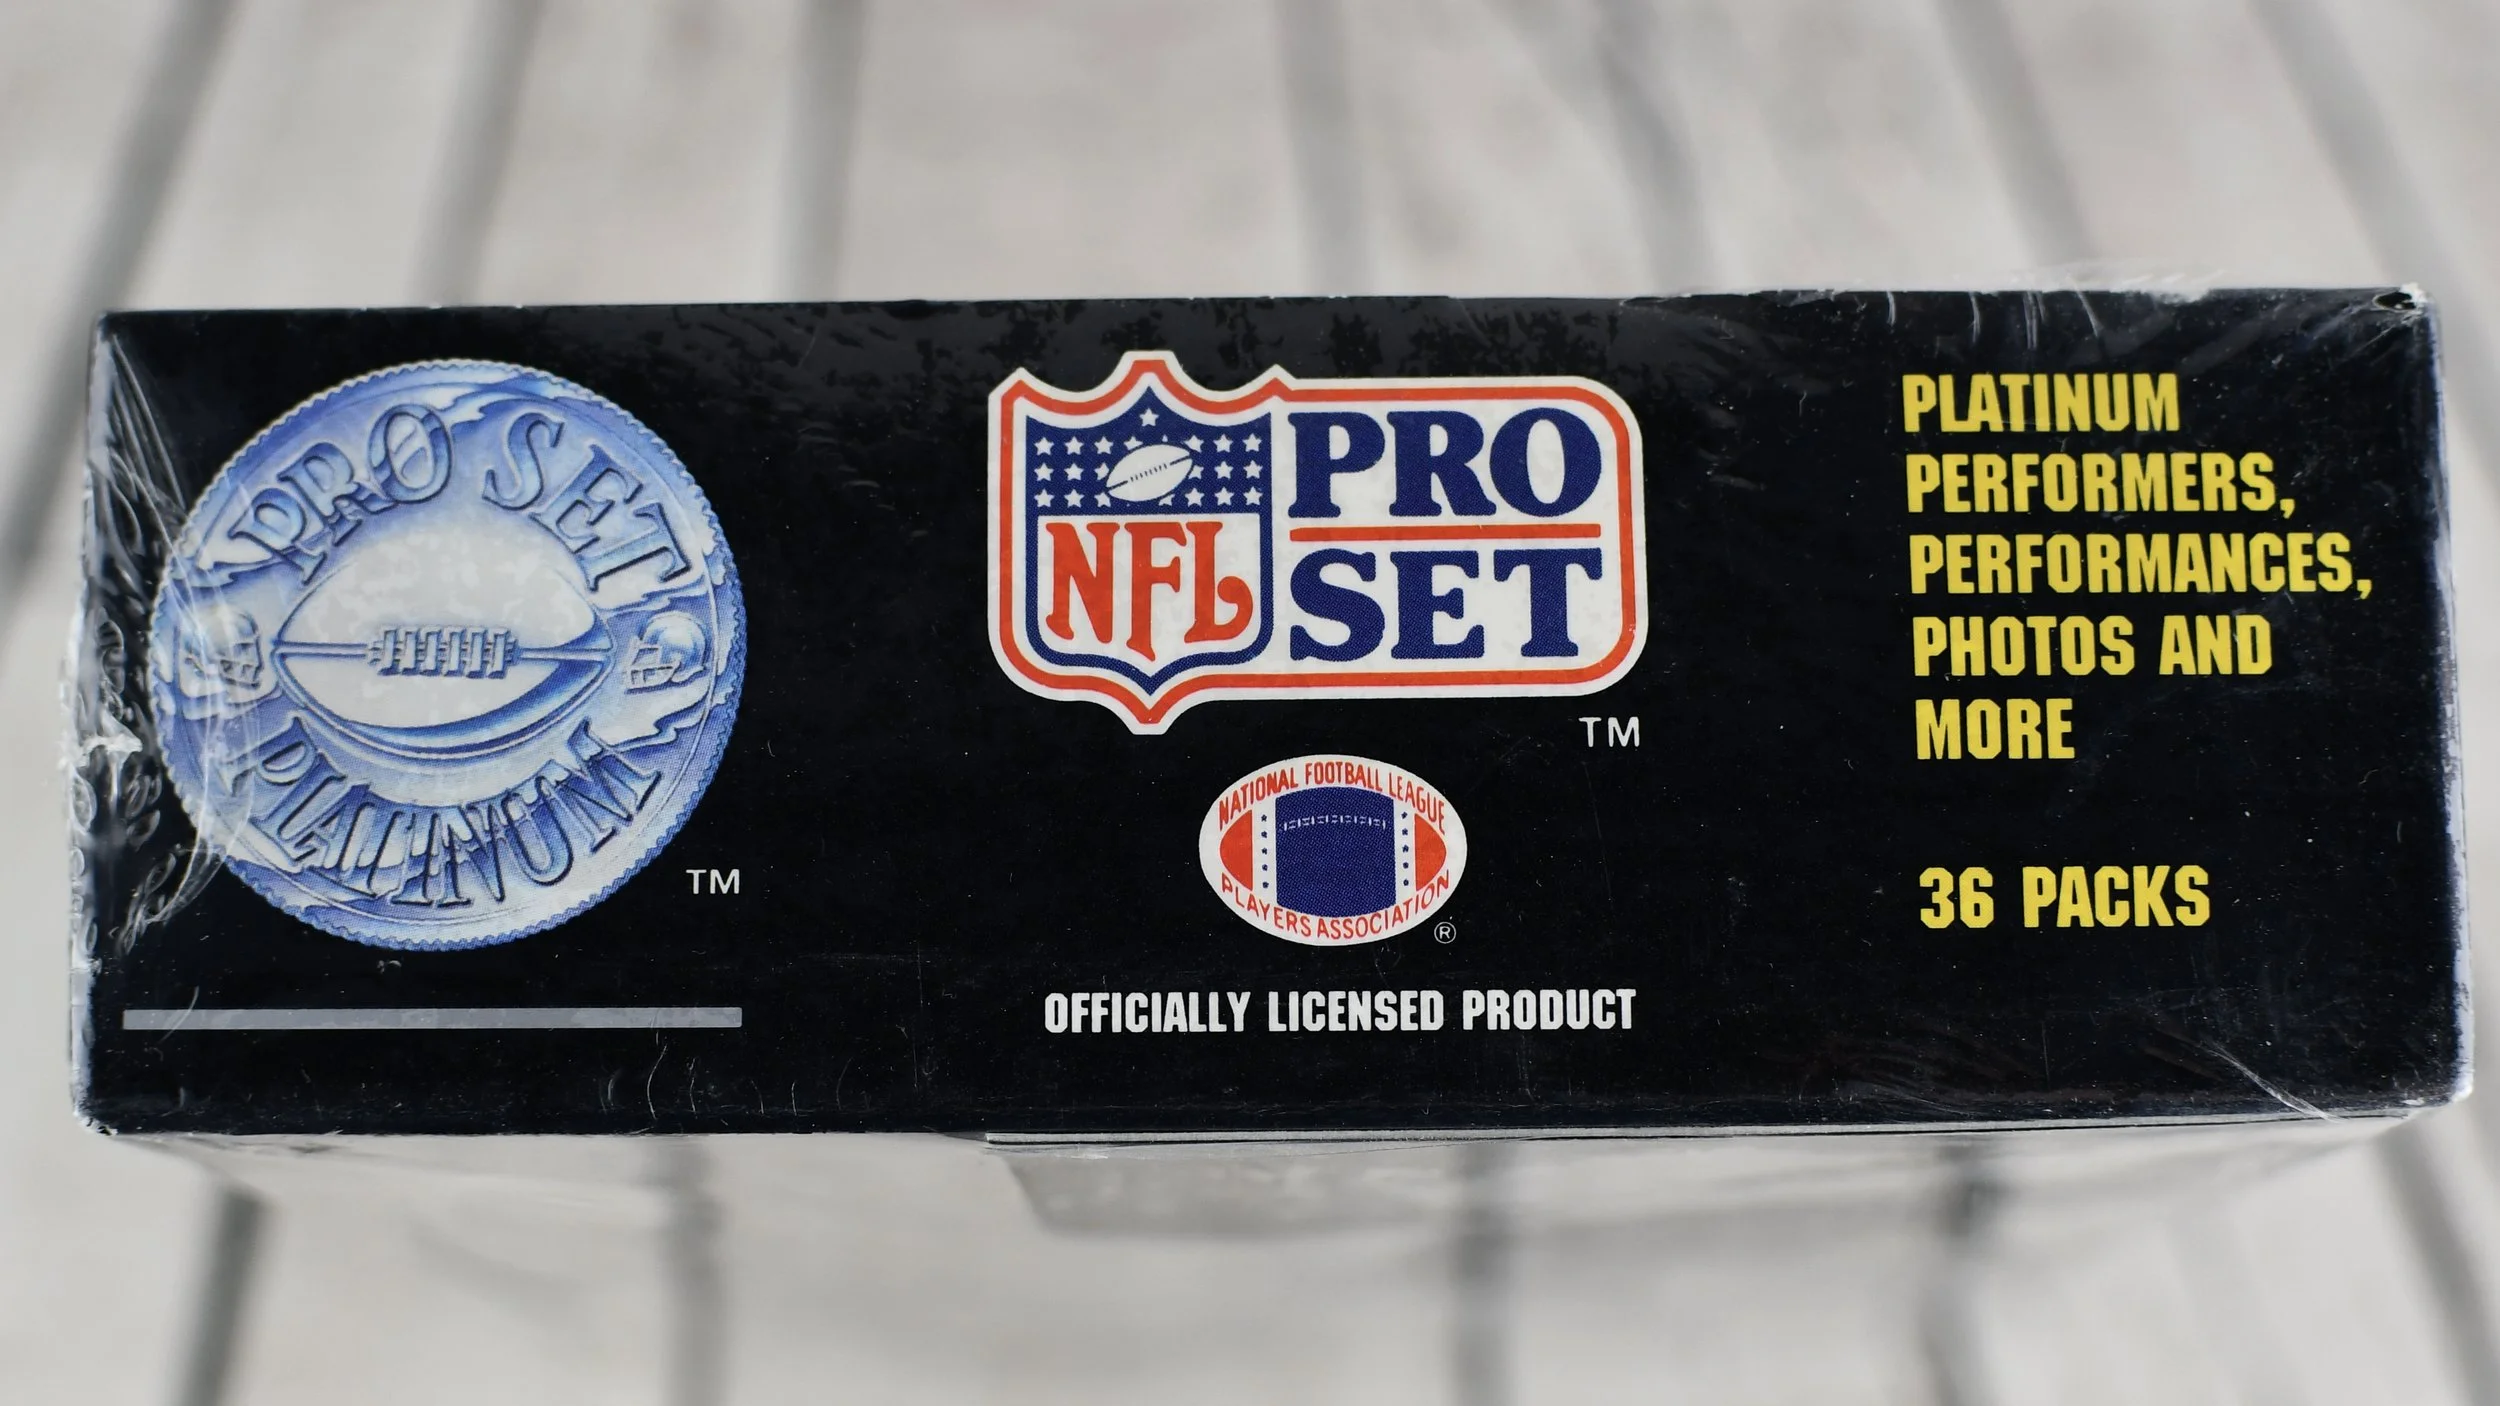 PRO SET
PLATINUM
TM
NFL
PRO
SET
TM
NATIONAL FOOTBALL LEAGUE
PLAYERS ASSOCIATION
®
OFFICIALLY LICENSED PRODUCT
PLATINUM
PERFORMERS,
PERFORMANCES,
PHOTOS AND
MORE
36 PACKS